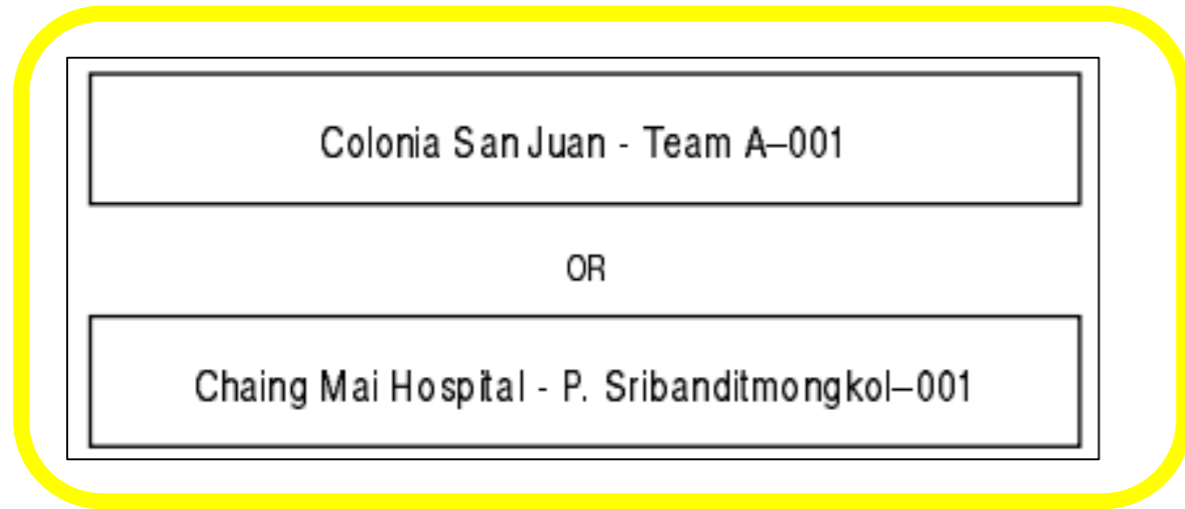 Colonia San Juan - Team A–001
OR
Chaing Mai Hospital - P. Sribanditmongkol–001